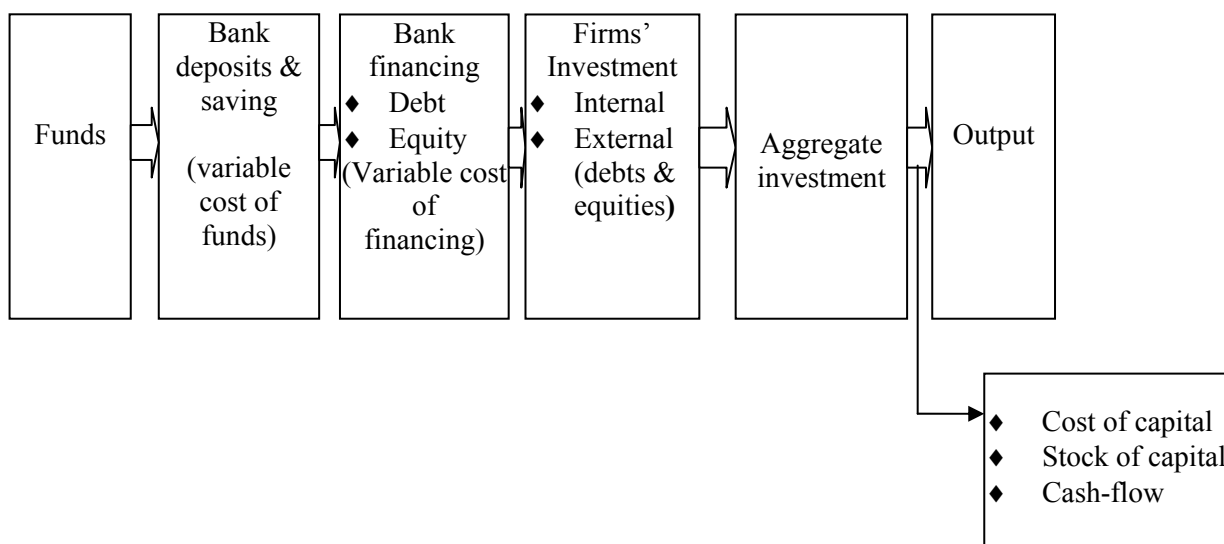 Funds
Bank
deposits &
saving
(variable
cost of
funds)
Bank
financing
♦ Debt
♦ Equity
(Variable cost
of
financing)
Firms’
Investment
♦ Internal
♦ External
(debts &
equities)
Aggregate
investment
Output
♦ Cost of capital
♦ Stock of capital
♦ Cash-flow